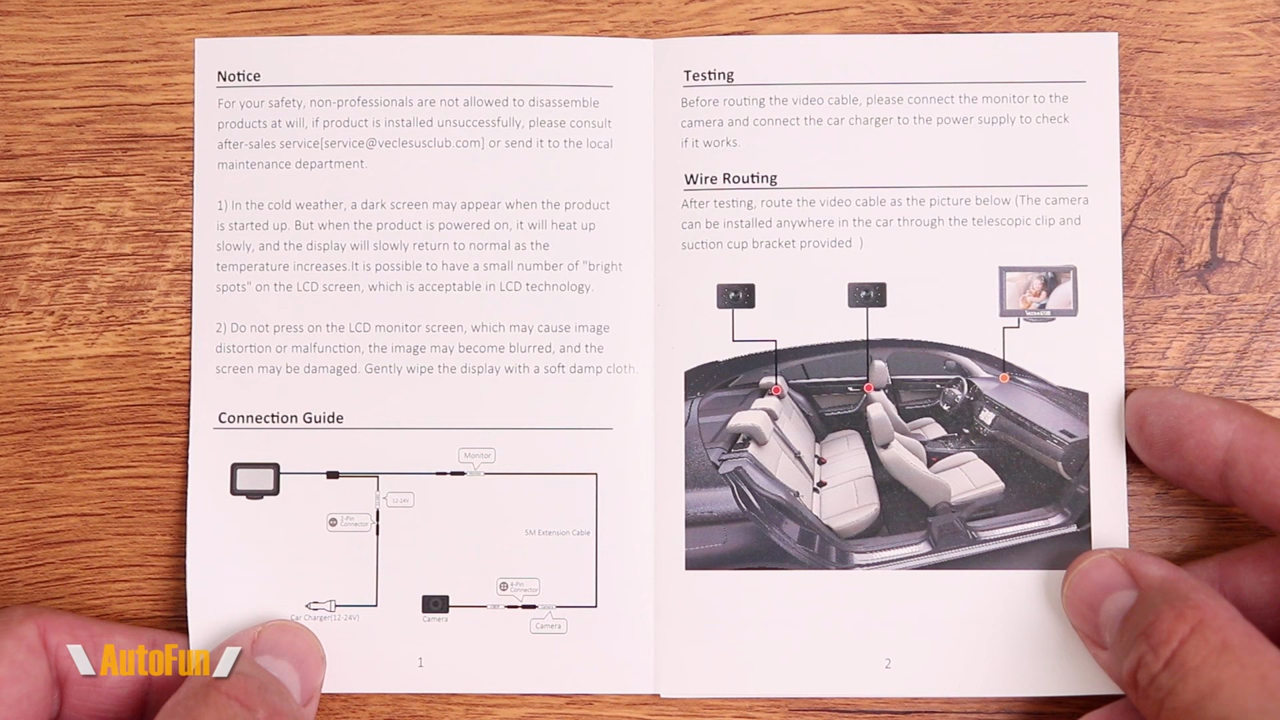 Notice
For your safety, non-professionals are not allowed to disassemble
products at will, if product is installed unsuccessfully, please consult
after-sales service[service@veclesusclub.com] or send it to the local
maintenance department.
1) In the cold weather, a dark screen may appear when the product
is started up. But when the product is powered on, it will heat up
slowly, and the display will slowly return to normal as the
temperature increases.It is possible to have a small number of "bright
spots" on the LCD screen, which is acceptable in LCD technology.
2) Do not press on the LCD monitor screen, which may cause image
distortion or malfunction, the image may become blurred, and the
screen may be damaged. Gently wipe the display with a soft damp cloth.
Connection Guide
Monitor
12-24V
2-Pin
Connector
5M Extension Cable
4-Pin
Connector
Car Charger(12-24V)
Camera
Camera
1
Testing
Before routing the video cable, please connect the monitor to the
camera and connect the car charger to the power supply to check
if it works.
Wire Routing
After testing, route the video cable as the picture below (The camera
can be installed anywhere in the car through the telescopic clip and
suction cup bracket provided )
2
AutoFun